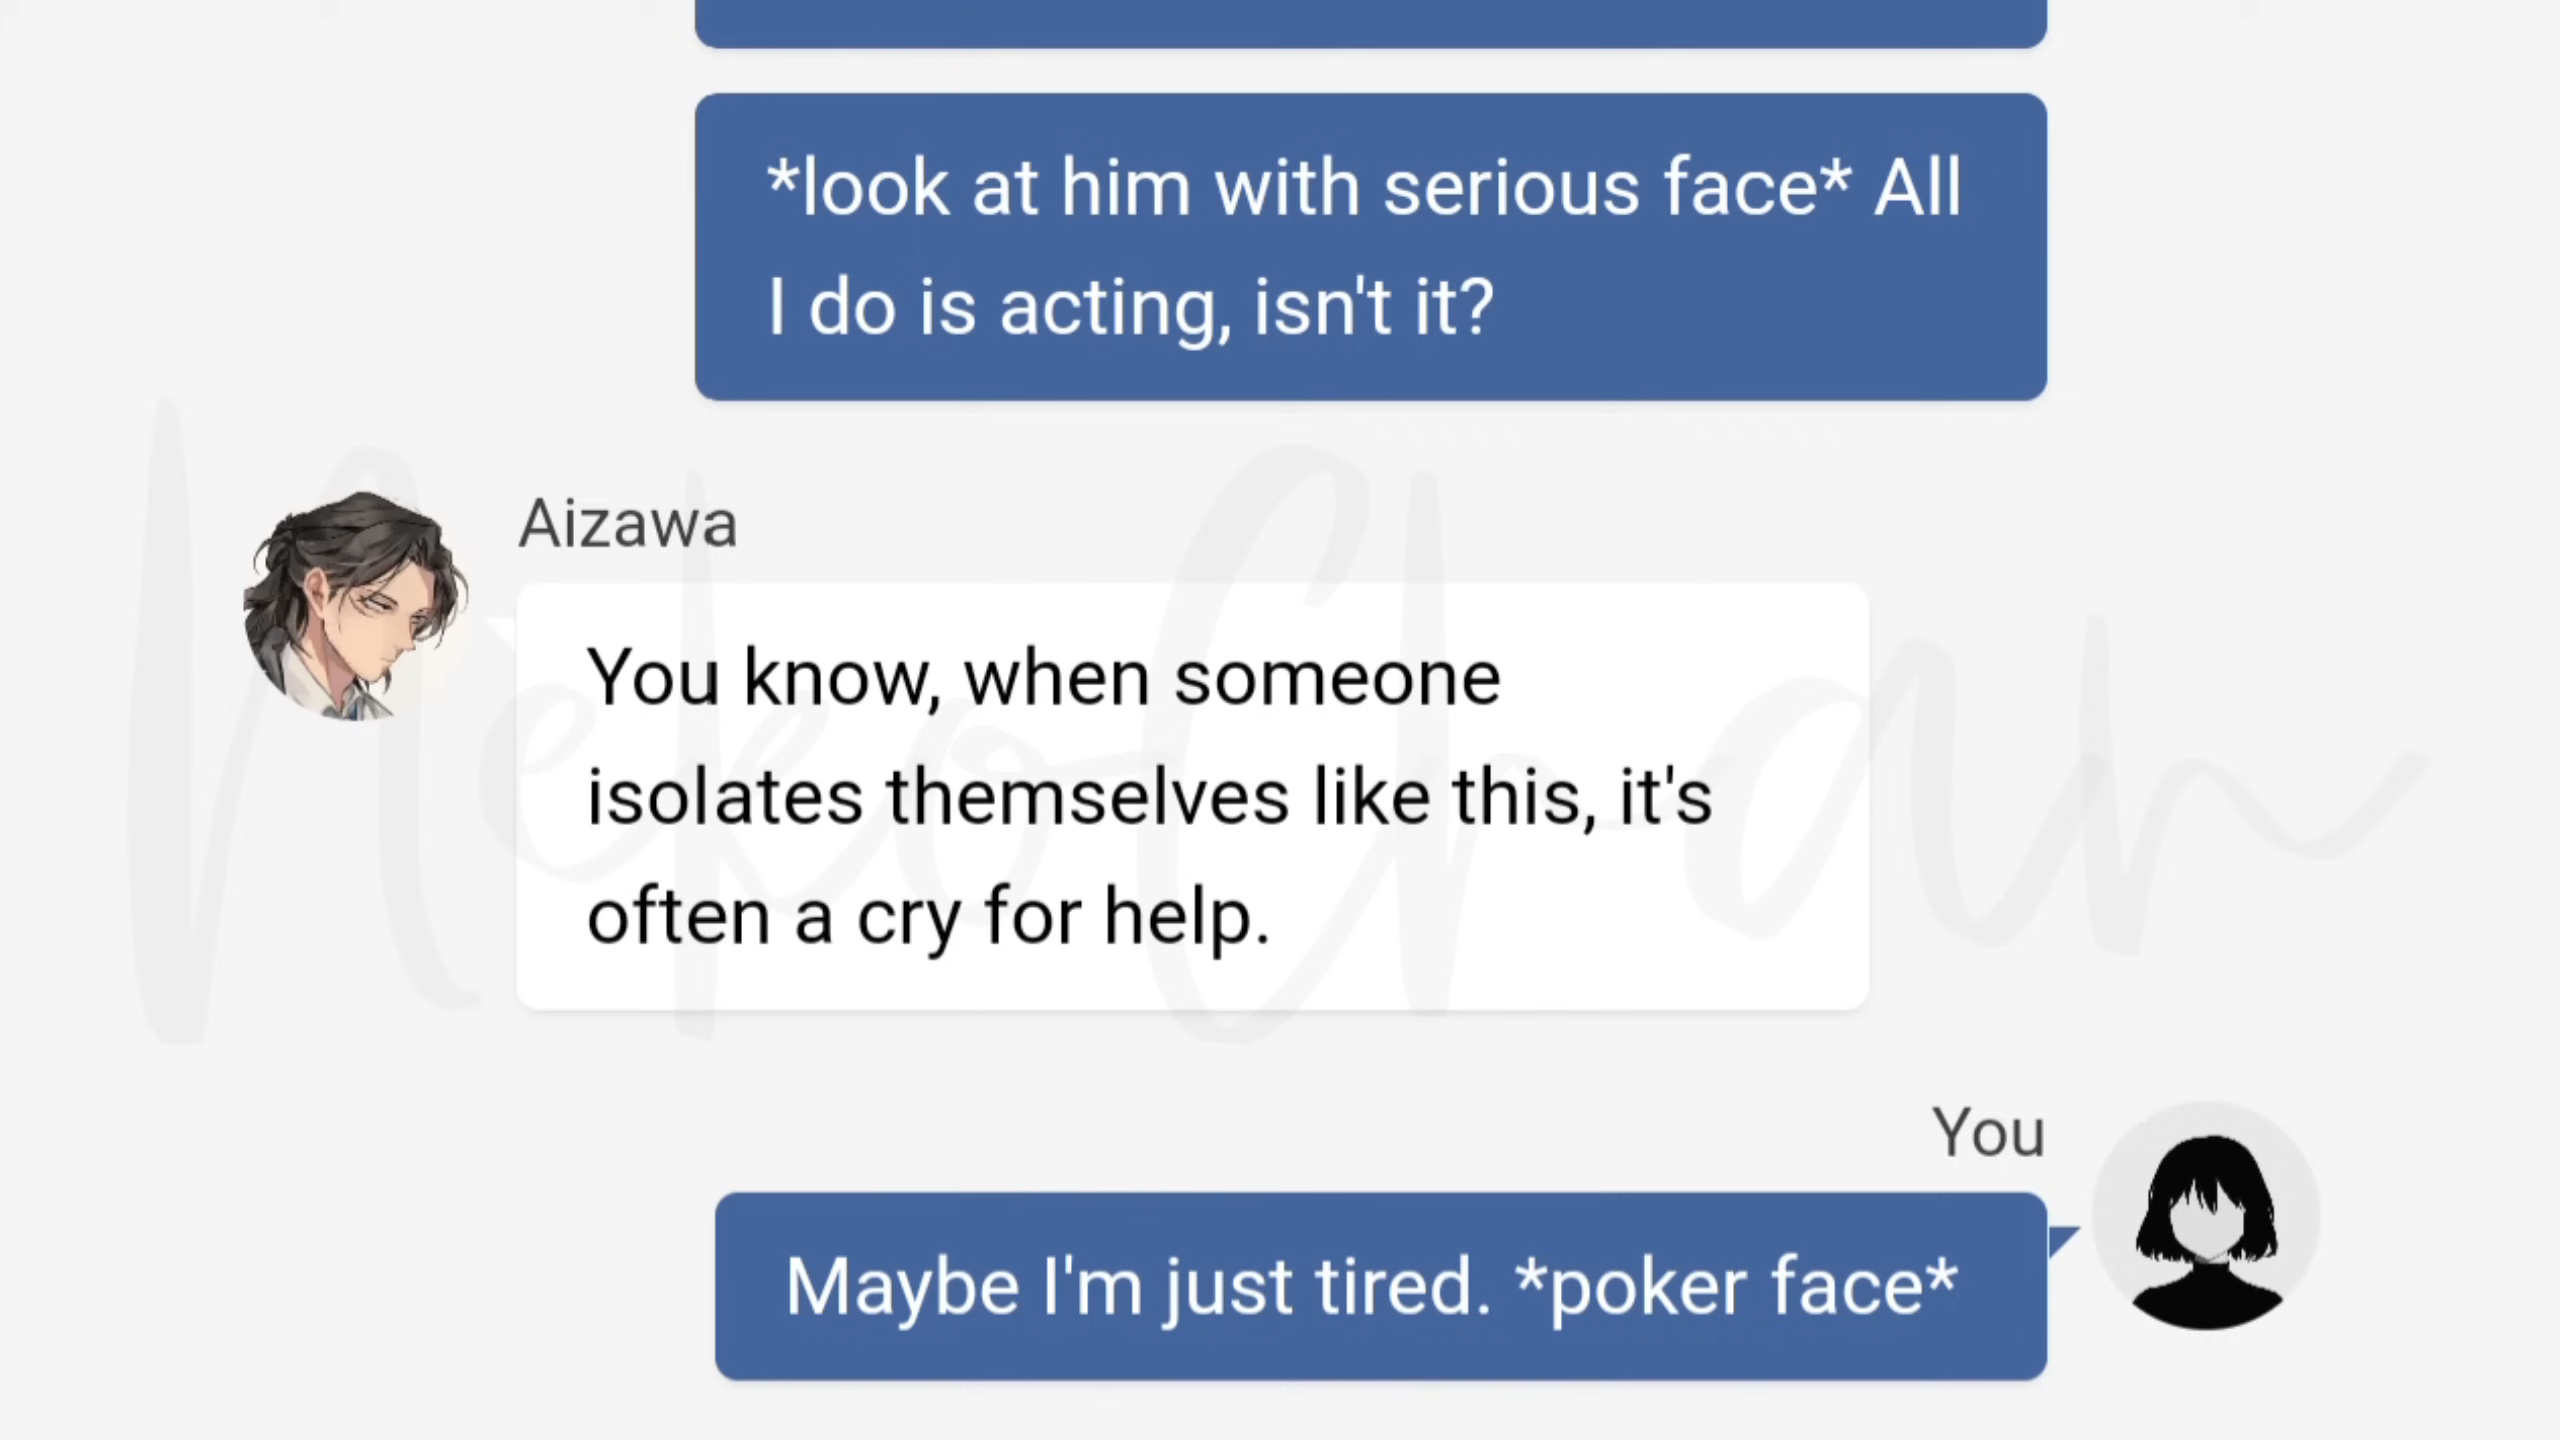 *look at him with serious face* All
I do is acting, isn't it?
Aizawa
You know, when someone
isolates themselves like this, it's
often a cry for help.
You
Maybe I'm just tired. *poker face*
NekoChan